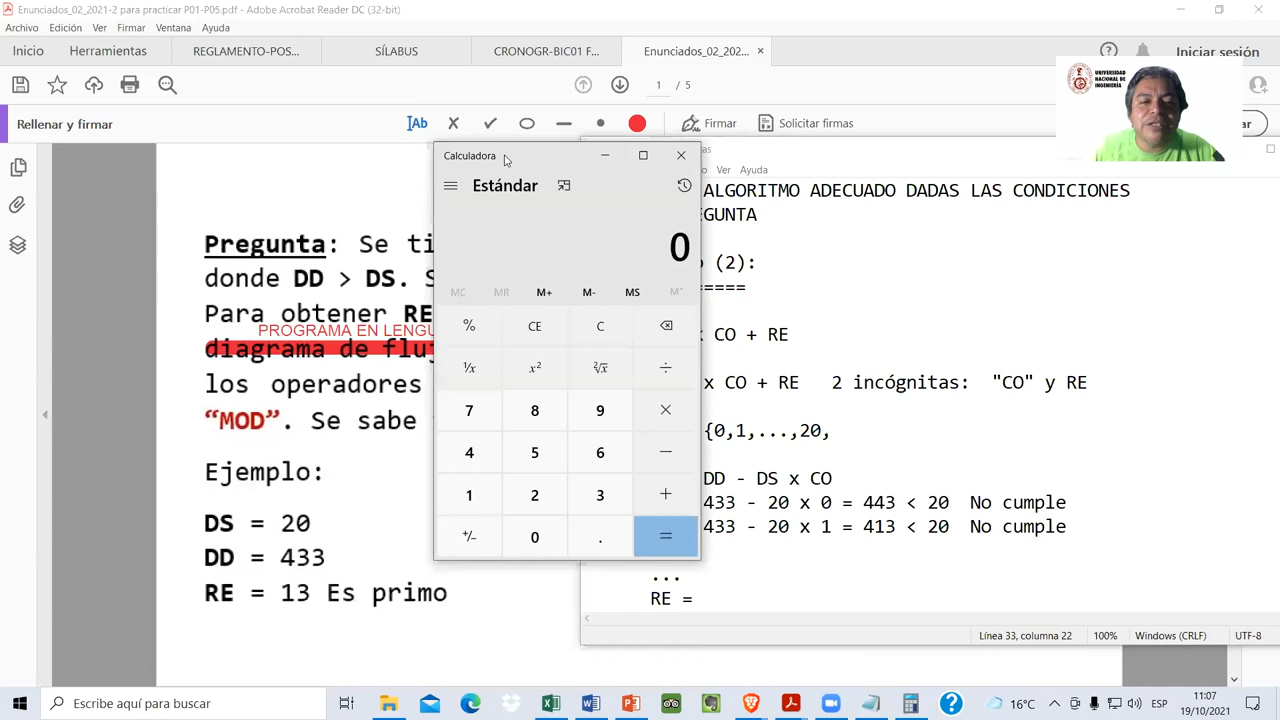 Enunciados_02_2021-2 para practicar P01-P05.pdf - Adobe Acrobat Reader DC (32-bit)
Archivo Edición Ver Firmar Ventana Ayuda
Inicio Herramientas REGLAMENTO-POS... SÍLABUS CRONOGR-BIC01 F... Enunciados_02_202... × Iniciar sesión
1 / 5
UNIVERSIDAD
NACIONAL DE
INGENIERÍA
Rellenar y firmar Ab Firmar Solicitar firmas
Calculadora
Ver Ayuda
Estándar
0
MC MR M+ M- MS M˅
% CE C
¹/x x² ²√x ÷
7 8 9 ×
4 5 6 −
1 2 3 +
+/− 0 . =
Pregunta: Se ti
donde DD > DS. S
Para obtener RE
PROGRAMA EN LENGU
diagrama de fluj
los operadores
“MOD”. Se sabe
Ejemplo:
DS = 20
DD = 433
RE = 13 Es primo
ALGORITMO ADECUADO DADAS LAS CONDICIONES
EGUNTA
o (2):
=====
x CO + RE
x CO + RE 2 incógnitas: "CO" y RE
{0,1,...,20,
DD - DS x CO
433 - 20 x 0 = 443 < 20 No cumple
433 - 20 x 1 = 413 < 20 No cumple
...
RE =
Línea 33, columna 22 100% Windows (CRLF) UTF-8
Escribe aquí para buscar
16°C ESP 11:07
19/10/2021